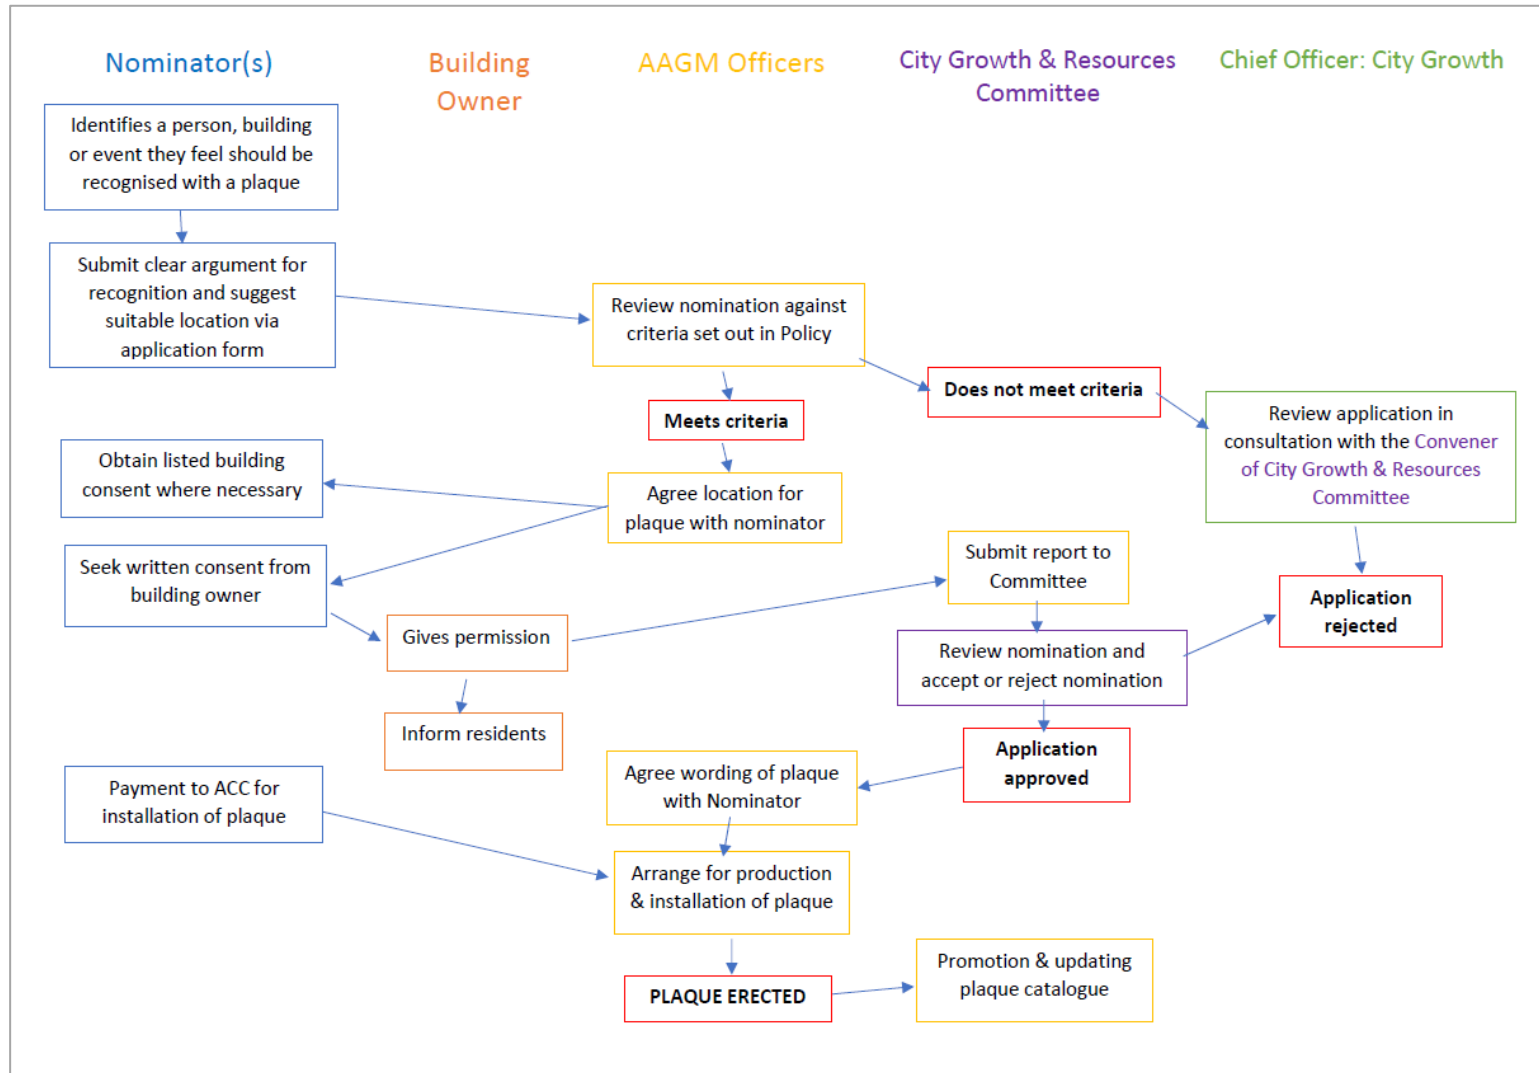 Nominator(s)
Building
Owner
AAGM Officers
City Growth & Resources
Committee
Chief Officer: City Growth
Identifies a person, building
or event they feel should be
recognised with a plaque
Submit clear argument for
recognition and suggest
suitable location via
application form
Review nomination against
criteria set out in Policy
Does not meet criteria
Meets criteria
Review application in
consultation with the Convener
of City Growth & Resources
Committee
Obtain listed building
consent where necessary
Agree location for
plaque with nominator
Seek written consent from
building owner
Submit report to
Committee
Application
rejected
Gives permission
Review nomination and
accept or reject nomination
Inform residents
Application
approved
Agree wording of plaque
with Nominator
Payment to ACC for
installation of plaque
Arrange for production
& installation of plaque
PLAQUE ERECTED
Promotion & updating
plaque catalogue